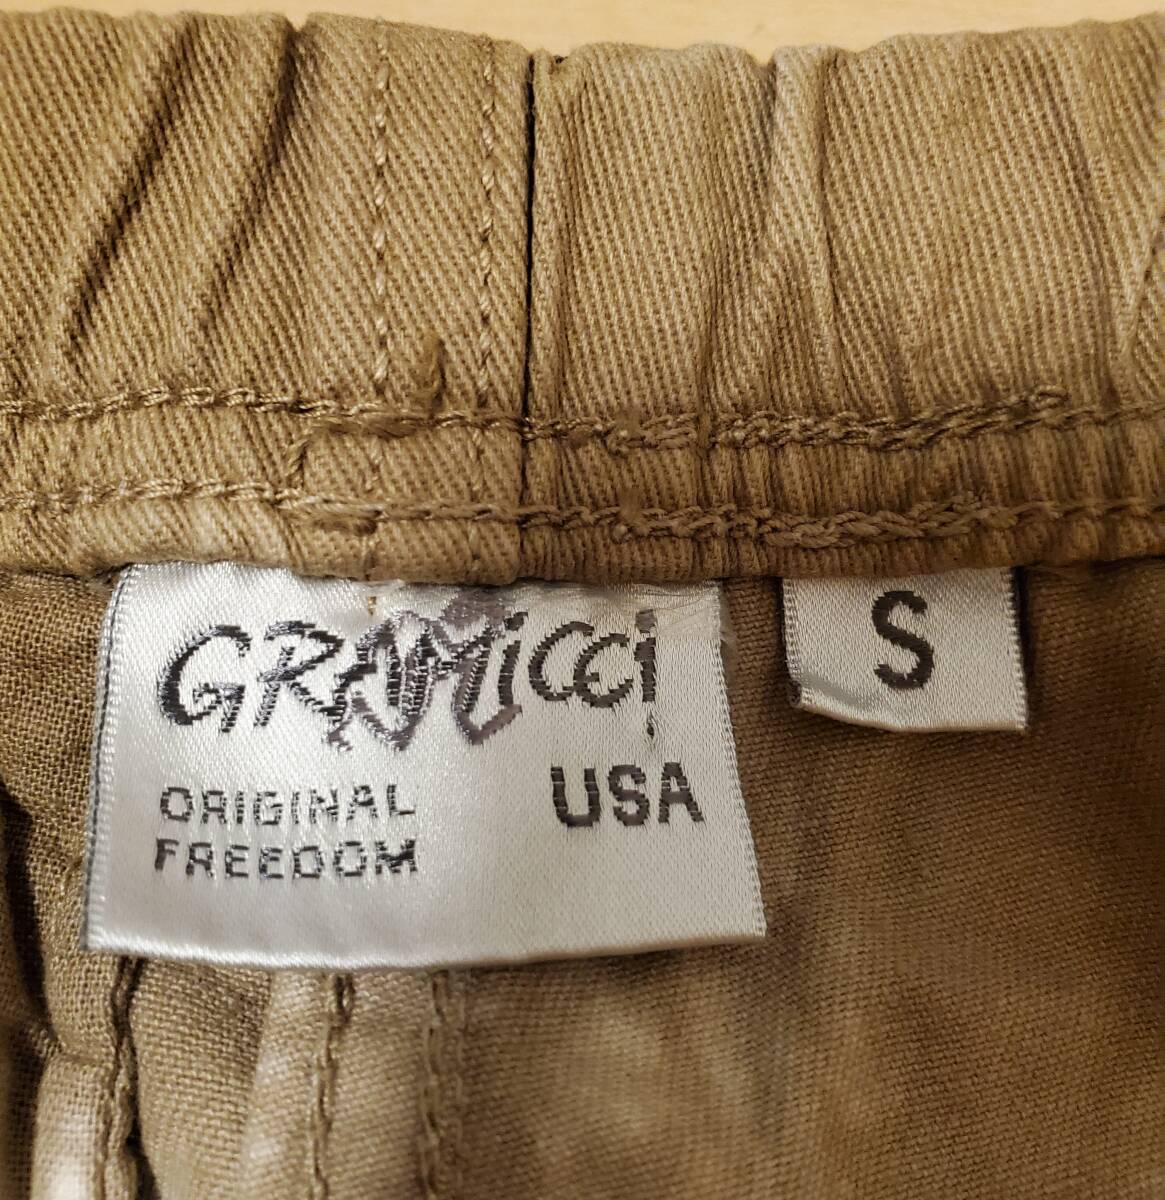 GRAMicci
S
USA
ORIGINAL
FREEDOM